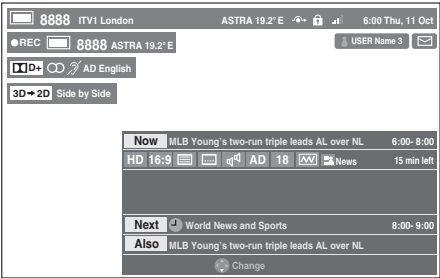 8888 ITV1 London ASTRA 19.2° E 6:00 Thu, 11 Oct
REC 8888 ASTRA 19.2° E USER Name 3
D+ AD English
3D→2D Side by Side
Now MLB Young's two-run triple leads AL over NL 6:00- 8:00
HD 16:9 AD 18 News 15 min left
Next World News and Sports 8:00- 9:00
Also MLB Young's two-run triple leads AL over NL
Change